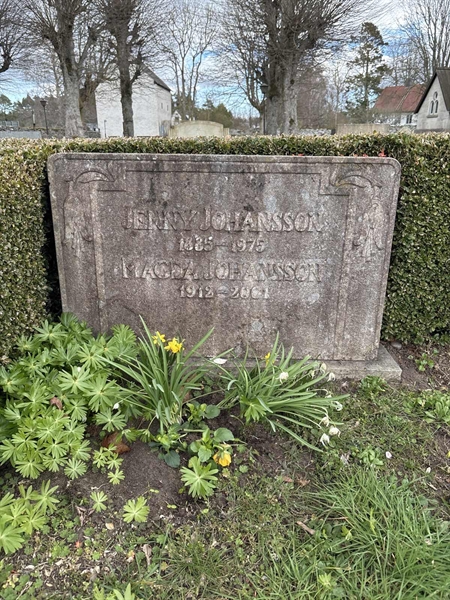 JENNY JOHANSSON
1885 - 1975
MAGDA JOHANSSON
1912 - 2001